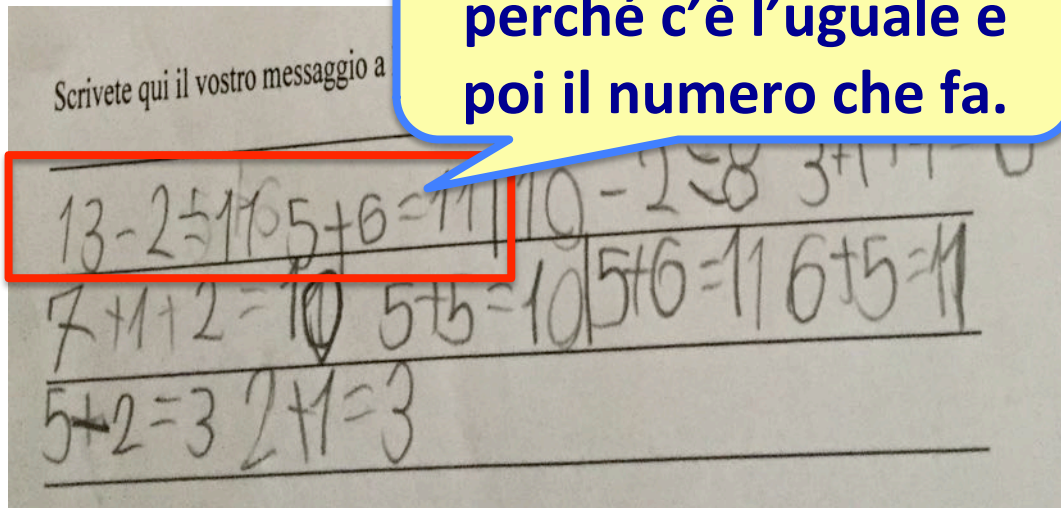 perché c'è l'uguale e
poi il numero che fa.
Scrivete qui il vostro messaggio a
13-2=11 5+6=11 10-2=8 3+1
7+1+2=10 5+5=10 5+6=11 6+5=11
5-2=3 2+1=3